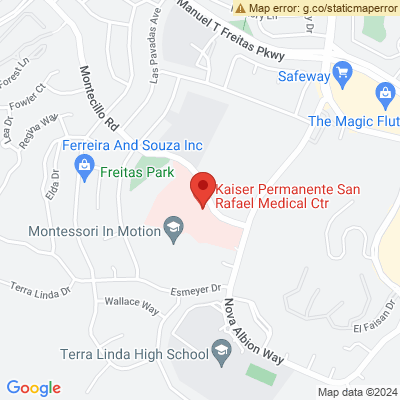 Map error: g.co/staticmaperror
Manuel T Freitas Pkwy
Las Pavadas Ave
Forest Ln
Montecillo Rd
Safeway
Fowler Ct
Lea Dr
Regina Way
The Magic Flut
Ferreira And Souza Inc
Freitas Park
Elda Dr
Kaiser Permanente San
Rafael Medical Ctr
Montessori In Motion
Terra Linda Dr
Esmeyer Dr
Wallace Way
Nova Albion Way
El Faisan Dr
Terra Linda High School
Google
Map data ©2024